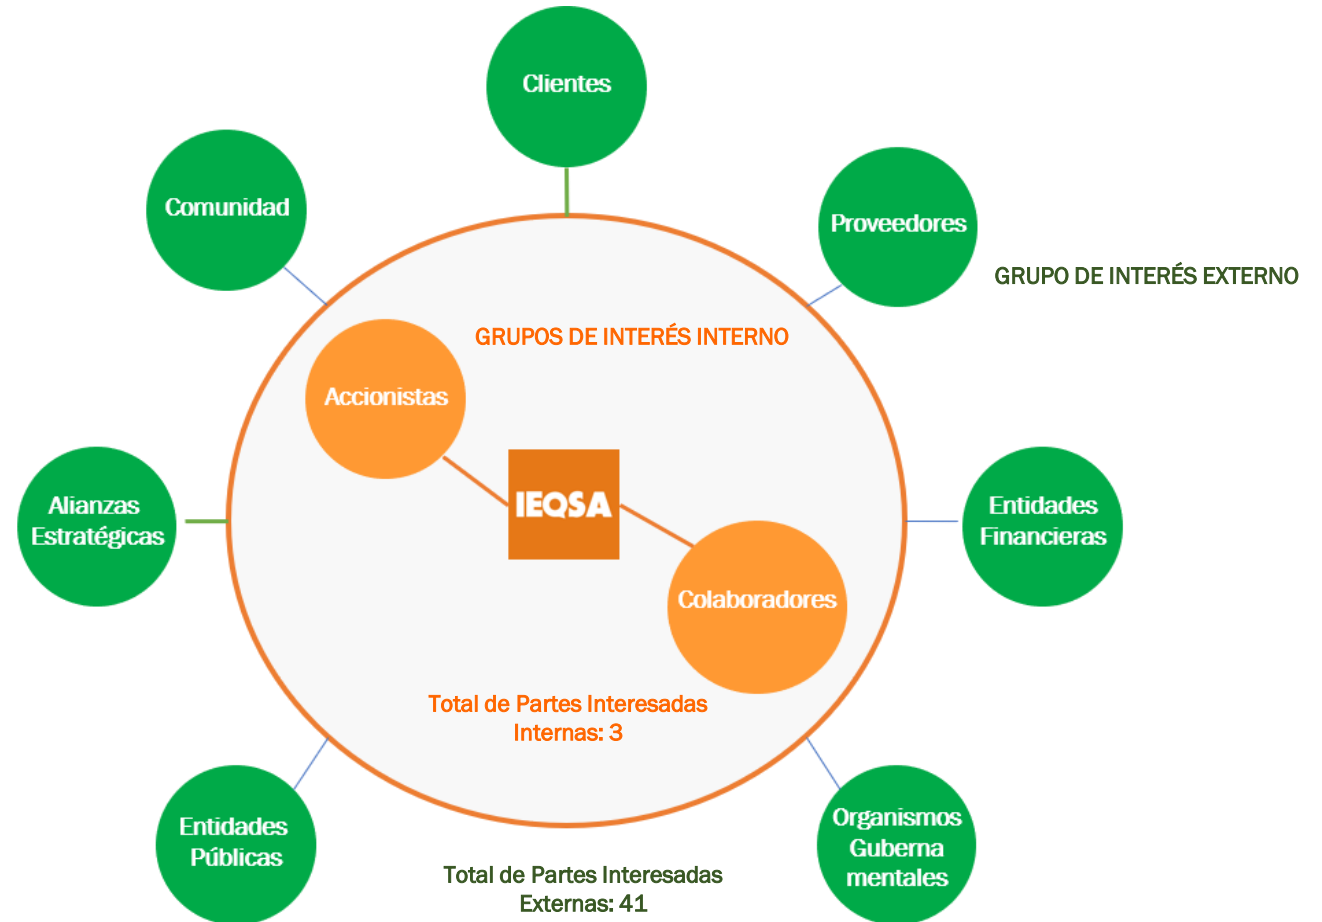 Clientes
Comunidad
Proveedores
GRUPO DE INTERÉS EXTERNO
GRUPOS DE INTERÉS INTERNO
Accionistas
Alianzas
Estratégicas
IEQSA
Entidades
Financieras
Colaboradores
Total de Partes Interesadas
Internas: 3
Entidades
Públicas
Organismos
Guberna
mentales
Total de Partes Interesadas
Externas: 41